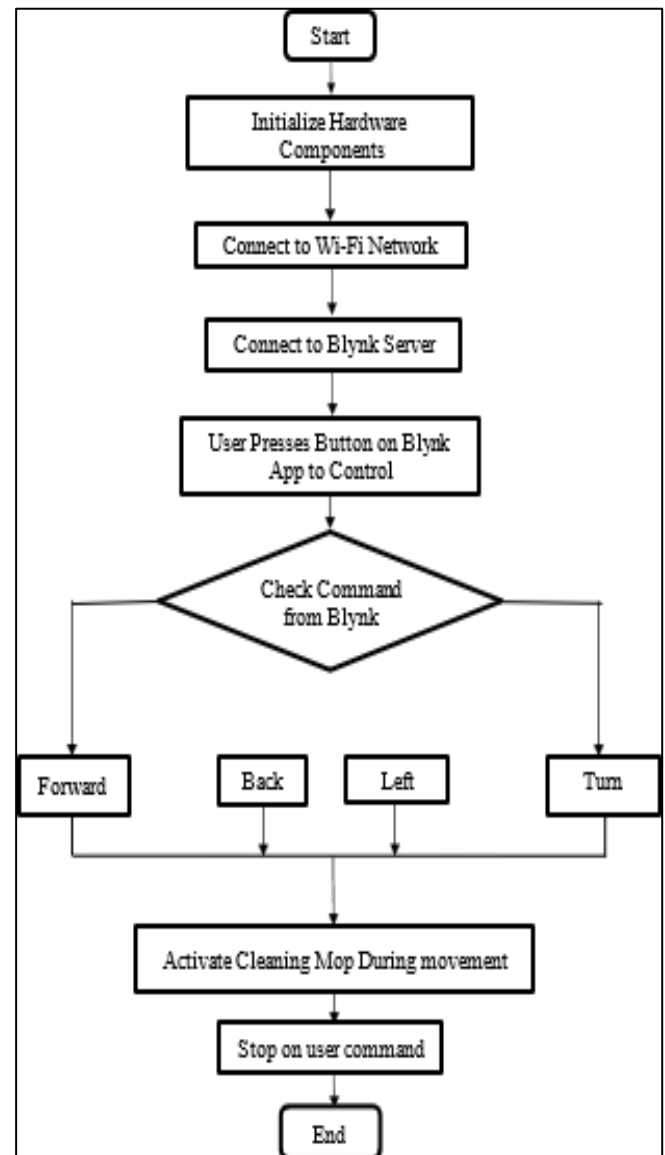 Start
Initialize Hardware
Components
Connect to Wi-Fi Network
Connect to Blynk Server
User Presses Button on Blynk
App to Control
Check Command
from Blynk
Forward
Back
Left
Turn
Activate Cleaning Mop During movement
Stop on user command
End